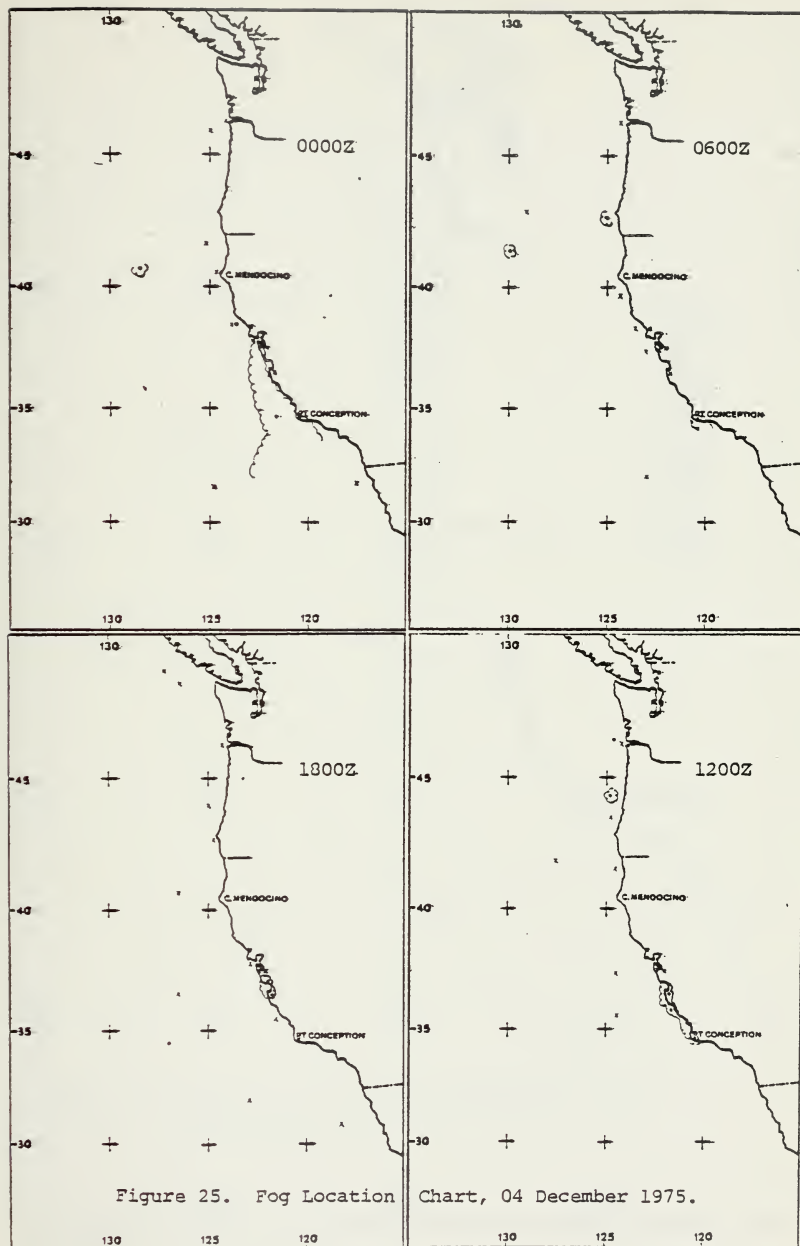 130 130
0000Z 0600Z
45 45
C. MENDOCINO C. MENDOCINO
40 40
35 PT CONCEPTION 35 PT CONCEPTION
30 30
130 125 120 130 125 120
130 130
1800Z 1200Z
45 45
C. MENDOCINO C. MENDOCINO
40 40
35 PT CONCEPTION 35 PT CONCEPTION
30 30
Figure 25. Fog Location Chart, 04 December 1975.
130 125 120 130 125 120